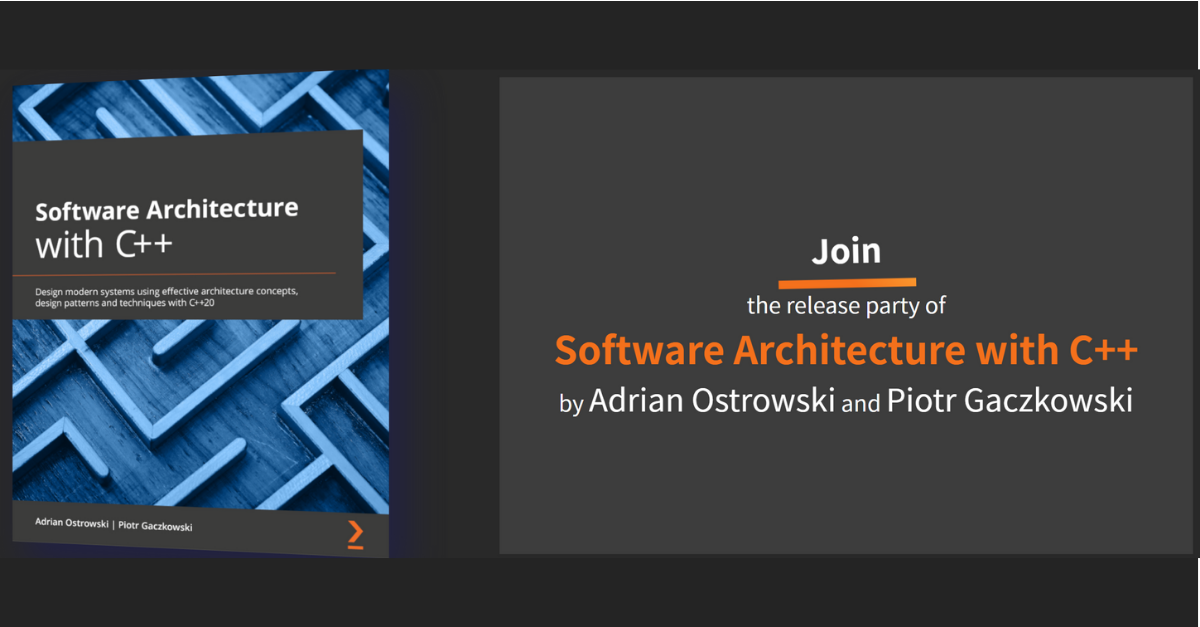 Software Architecture
with C++
Design modern systems using effective architecture concepts,
design patterns and techniques with C++20
Adrian Ostrowski | Piotr Gaczkowski
Join
the release party of
Software Architecture with C++
by Adrian Ostrowski and Piotr Gaczkowski